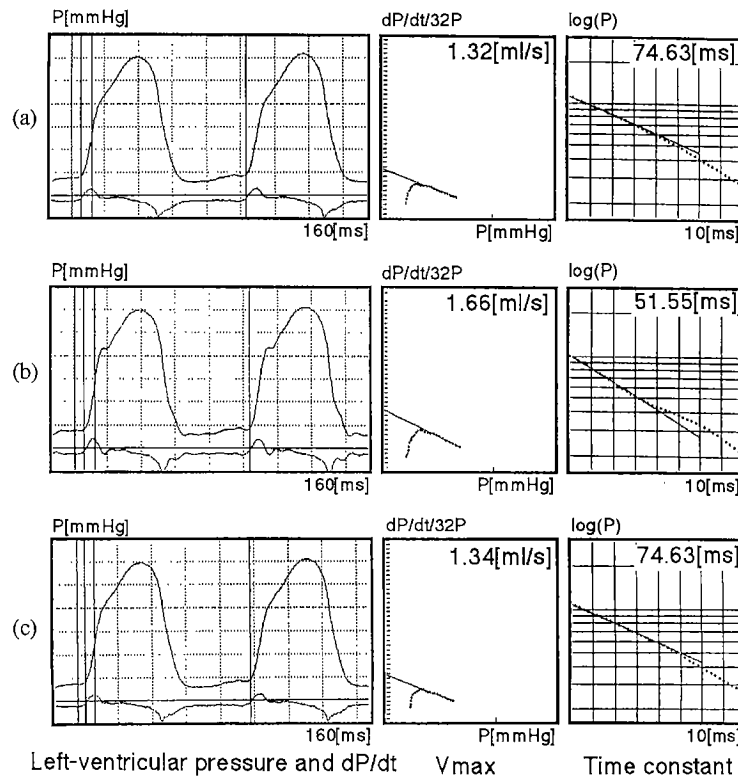 P[mmHg] dP/dt/32P log(P)
(a) 1.32[ml/s] 74.63[ms]
160[ms] P[mmHg] 10[ms]
P[mmHg] dP/dt/32P log(P)
(b) 1.66[ml/s] 51.55[ms]
160[ms] P[mmHg] 10[ms]
P[mmHg] dP/dt/32P log(P)
(c) 1.34[ml/s] 74.63[ms]
160[ms] P[mmHg] 10[ms]
Left-ventricular pressure and dP/dt Vmax Time constant